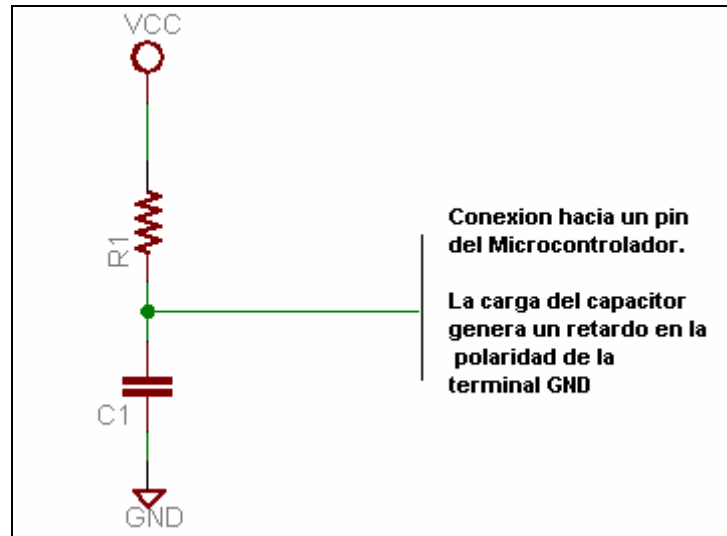 VCC
R1
Conexion hacia un pin
del Microcontrolador.
La carga del capacitor
genera un retardo en la
polaridad de la
terminal GND
C1
GND